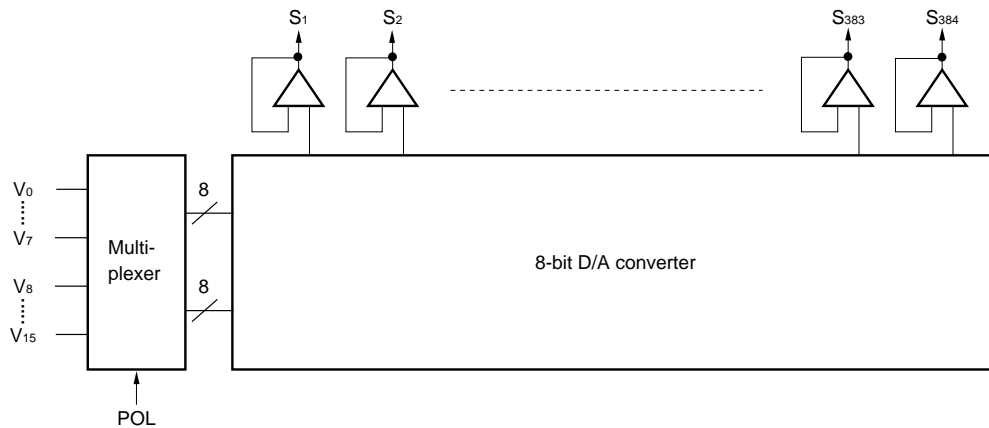 S1 S2 S383 S384
V0
V7
V8
V15
8
8
Multi-
plexer
8-bit D/A converter
POL